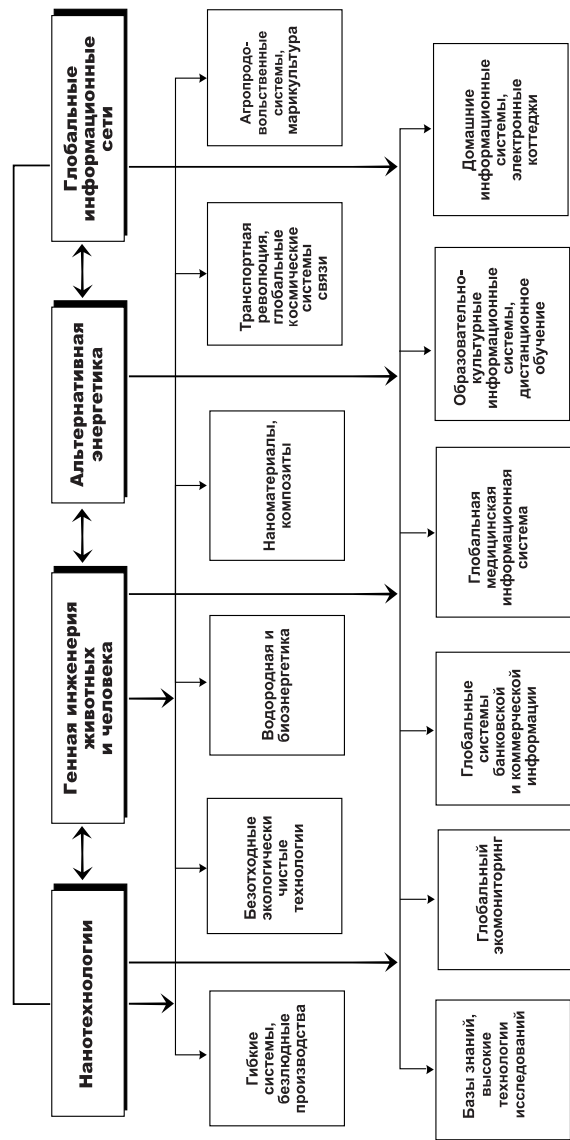 Нанотехнологии
Генная инженерия
животных
и человека
Альтернативная
энергетика
Глобальные
информационные
сети
Гибкие
системы,
безлюдные
производства
Безотходные
экологически
чистые
технологии
Водородная и
биоэнергетика
Наноматериалы,
композиты
Транспортная
революция,
глобальные
космические
системы
связи
Агропродо-
вольственные
системы,
марикультура
Базы знаний,
высокие
технологии
исследований
Глобальный
экомониторинг
Глобальные
системы
банковской
и коммерческой
информации
Глобальная
медицинская
информационная
система
Образовательно-
культурные
информационные
системы,
дистанционное
обучение
Домашние
информационные
системы,
электронные
коттеджи